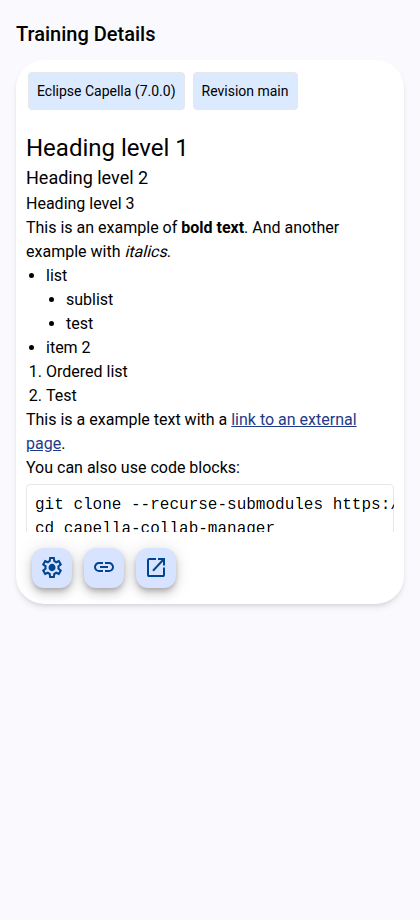 Training Details
Eclipse Capella (7.0.0) Revision main
Heading level 1
Heading level 2
Heading level 3
This is an example of bold text. And another
example with italics.
• list
• sublist
• test
• item 2
1. Ordered list
2. Test
This is a example text with a link to an external
page.
You can also use code blocks:
git clone --recurse-submodules https:/
cd capella-collab-manager